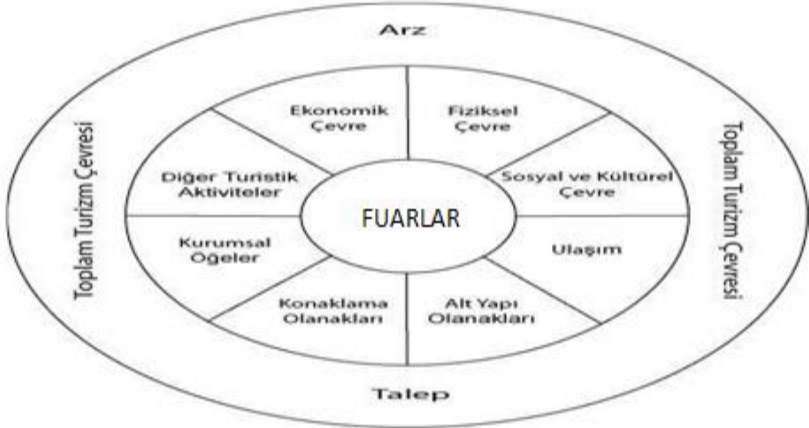 Arz
Ekonomik
Çevre
Fiziksel
Çevre
Toplam Turizm Çevresi
Diğer Turistik
Aktiviteler
FUARLAR
Sosyal ve Kültürel
Çevre
Toplam Turizm Çevresi
Kurumsal
Öğeler
Ulaşım
Konaklama
Olanakları
Alt Yapı
Olanakları
Talep